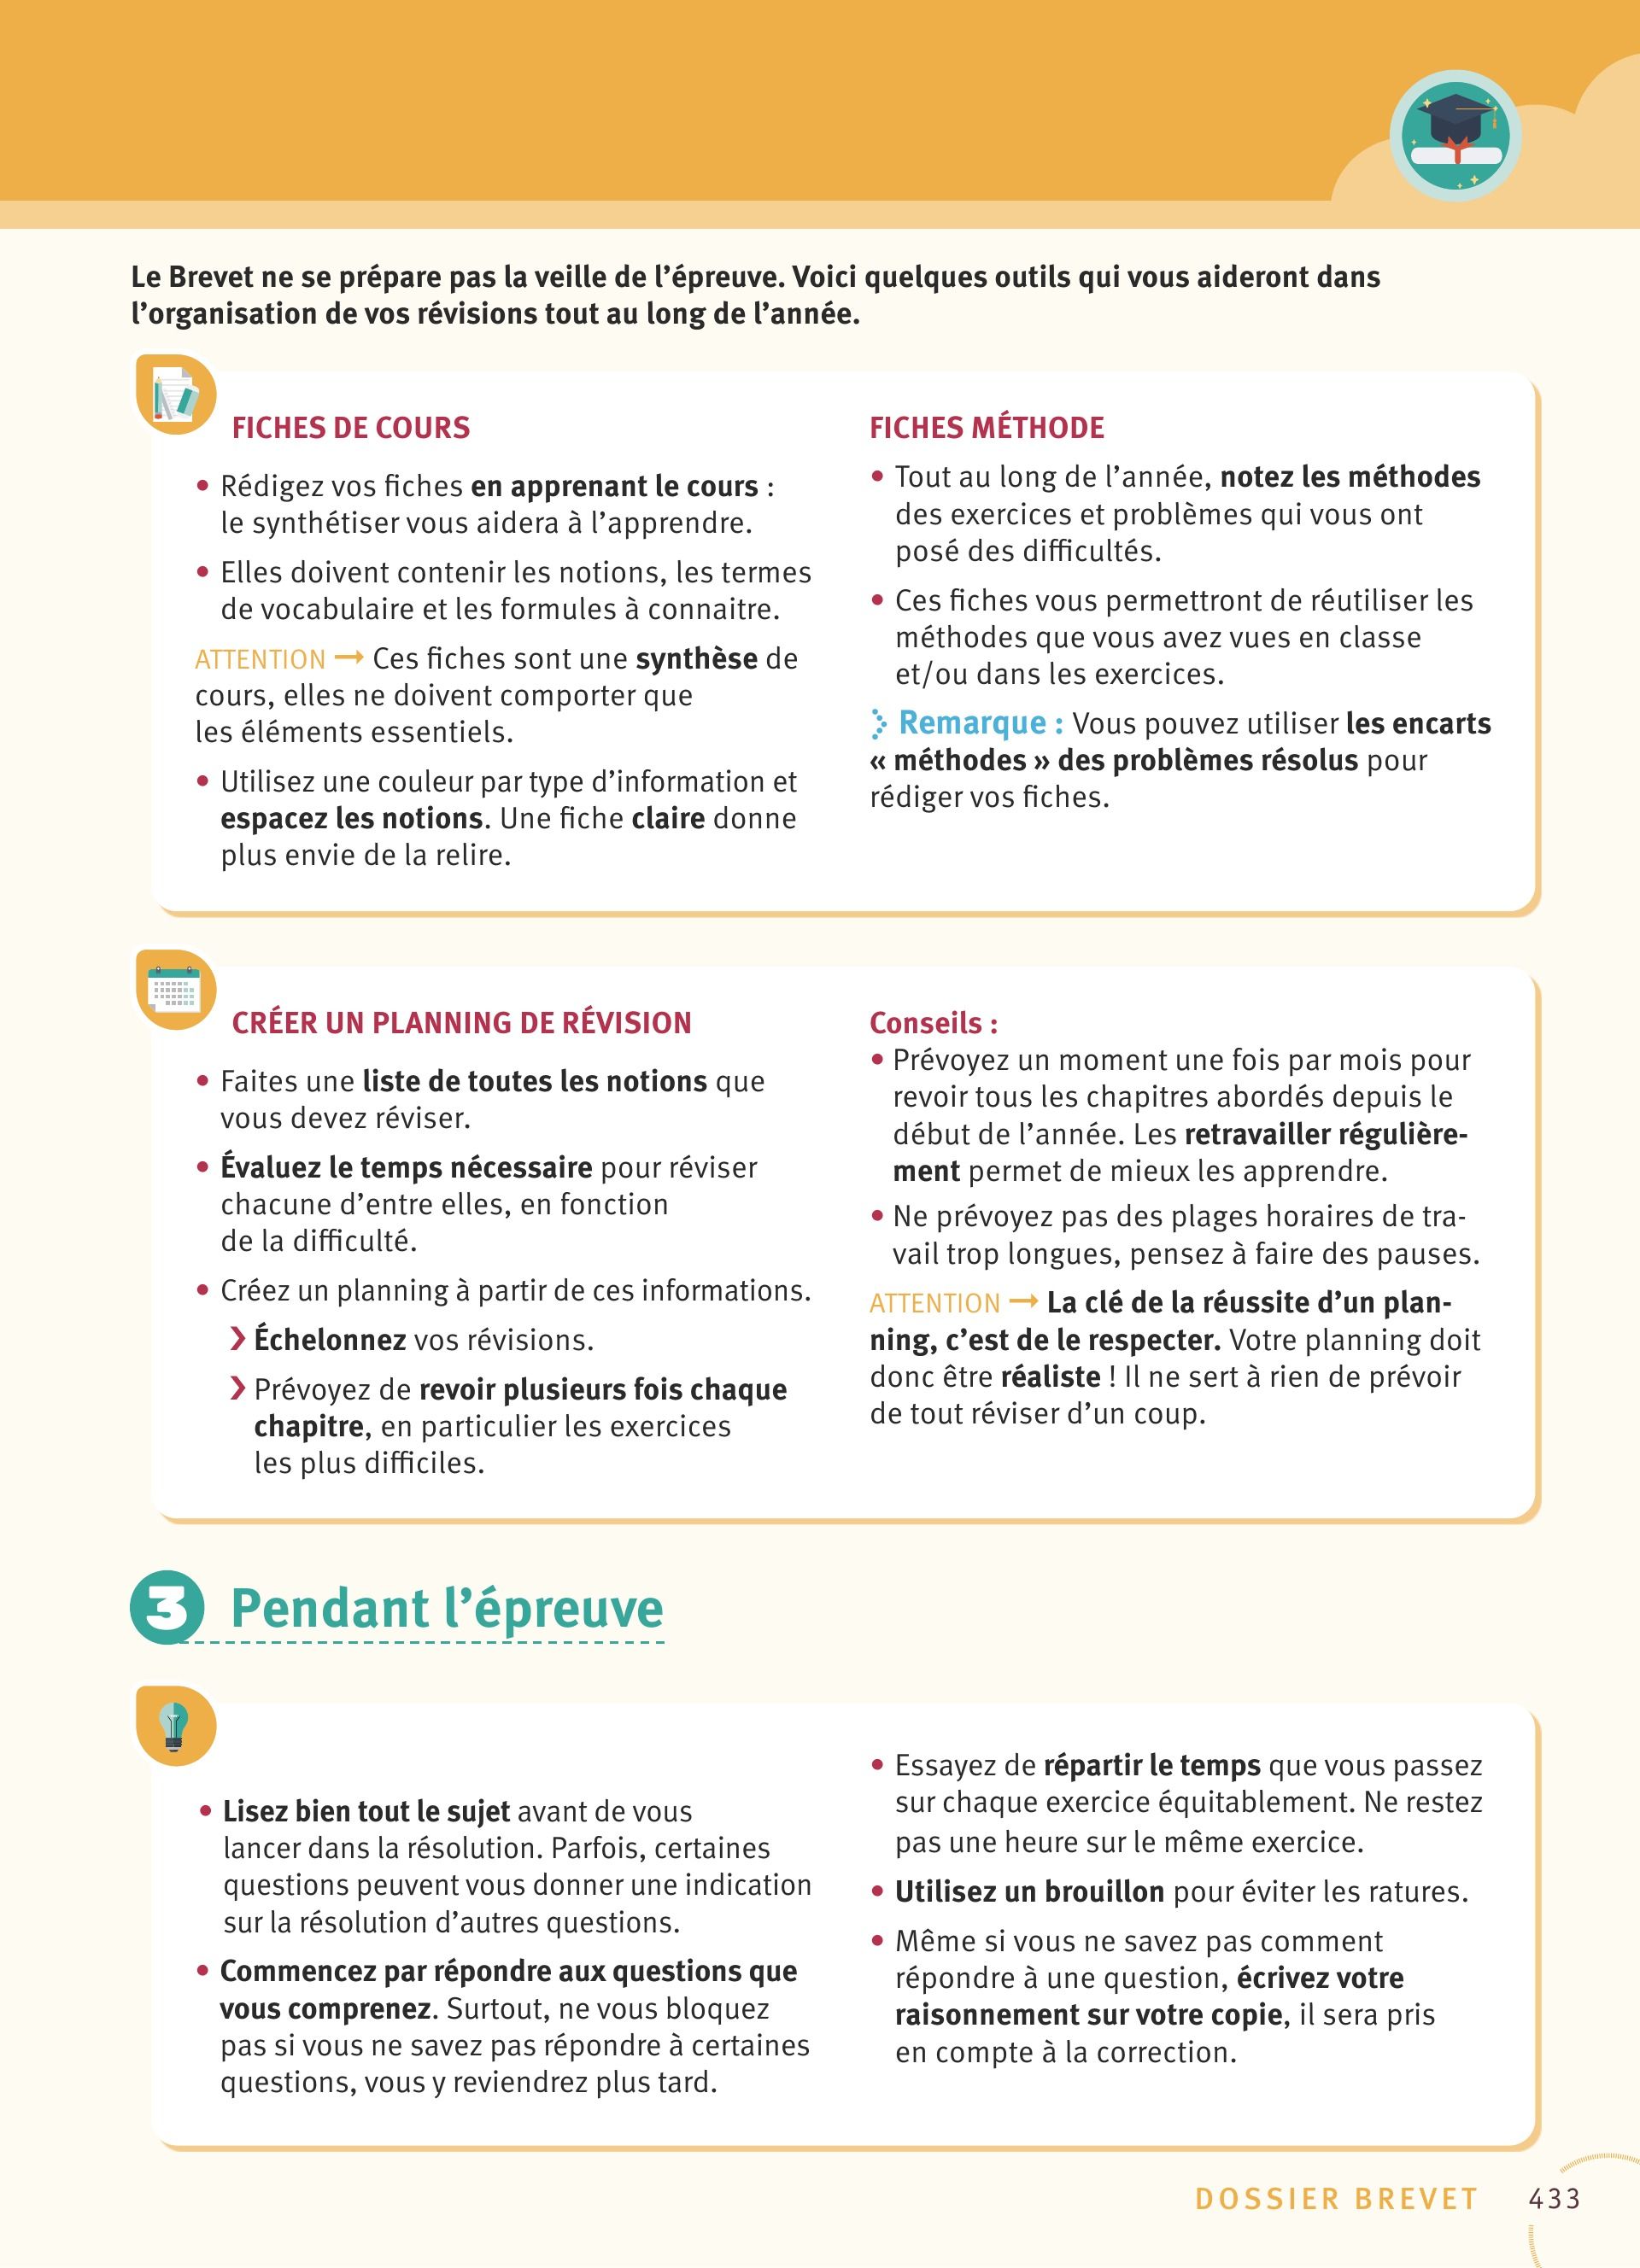 Le Brevet ne se prépare pas la veille de l’épreuve. Voici quelques outils qui vous aideront dans
l’organisation de vos révisions tout au long de l’année.
FICHES DE COURS
• Rédigez vos fiches en apprenant le cours :
le synthétiser vous aidera à l’apprendre.
• Elles doivent contenir les notions, les termes
de vocabulaire et les formules à connaitre.
ATTENTION → Ces fiches sont une synthèse de
cours, elles ne doivent comporter que
les éléments essentiels.
• Utilisez une couleur par type d’information et
espacez les notions. Une fiche claire donne
plus envie de la relire.
FICHES MÉTHODE
• Tout au long de l’année, notez les méthodes
des exercices et problèmes qui vous ont
posé des difficultés.
• Ces fiches vous permettront de réutiliser les
méthodes que vous avez vues en classe
et/ou dans les exercices.
Remarque : Vous pouvez utiliser les encarts
« méthodes » des problèmes résolus pour
rédiger vos fiches.
CRÉER UN PLANNING DE RÉVISION
• Faites une liste de toutes les notions que
vous devez réviser.
• Évaluez le temps nécessaire pour réviser
chacune d’entre elles, en fonction
de la difficulté.
• Créez un planning à partir de ces informations.
❯ Échelonnez vos révisions.
❯ Prévoyez de revoir plusieurs fois chaque
chapitre, en particulier les exercices
les plus difficiles.
Conseils :
• Prévoyez un moment une fois par mois pour
revoir tous les chapitres abordés depuis le
début de l’année. Les retravailler régulière-
ment permet de mieux les apprendre.
• Ne prévoyez pas des plages horaires de tra-
vail trop longues, pensez à faire des pauses.
ATTENTION → La clé de la réussite d’un plan-
ning, c’est de le respecter. Votre planning doit
donc être réaliste ! Il ne sert à rien de prévoir
de tout réviser d’un coup.
3 Pendant l’épreuve
• Lisez bien tout le sujet avant de vous
lancer dans la résolution. Parfois, certaines
questions peuvent vous donner une indication
sur la résolution d’autres questions.
• Commencez par répondre aux questions que
vous comprenez. Surtout, ne vous bloquez
pas si vous ne savez pas répondre à certaines
questions, vous y reviendrez plus tard.
• Essayez de répartir le temps que vous passez
sur chaque exercice équitablement. Ne restez
pas une heure sur le même exercice.
• Utilisez un brouillon pour éviter les ratures.
• Même si vous ne savez pas comment
répondre à une question, écrivez votre
raisonnement sur votre copie, il sera pris
en compte à la correction.
DOSSIER BREVET 433